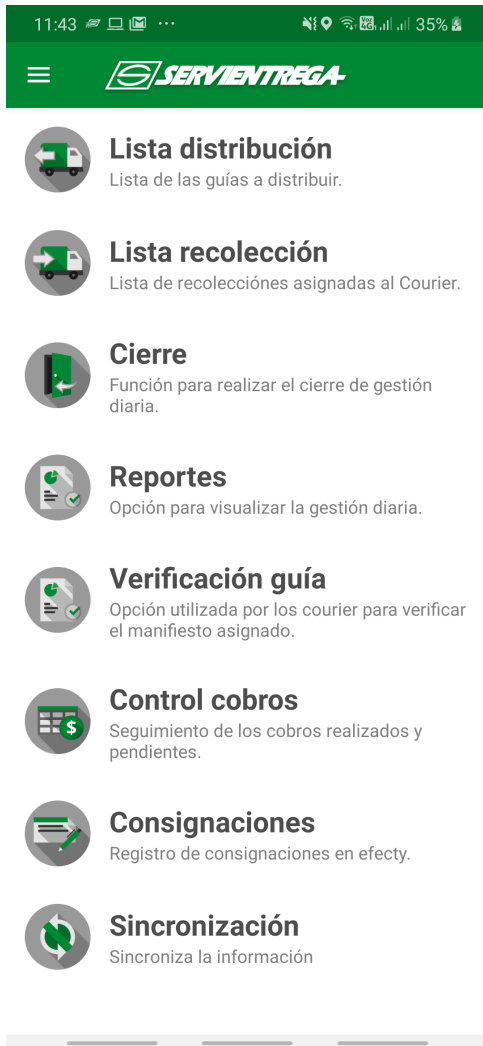 11:43 ··· Voz 4G 35%
SERVIENTREGA
Lista distribución
Lista de las guías a distribuir.
Lista recolección
Lista de recolecciónes asignadas al Courier.
Cierre
Función para realizar el cierre de gestión
diaria.
Reportes
Opción para visualizar la gestión diaria.
Verificación guía
Opción utilizada por los courier para verificar
el manifiesto asignado.
Control cobros
Seguimiento de los cobros realizados y
pendientes.
$
Consignaciones
Registro de consignaciones en efecty.
Sincronización
Sincroniza la información